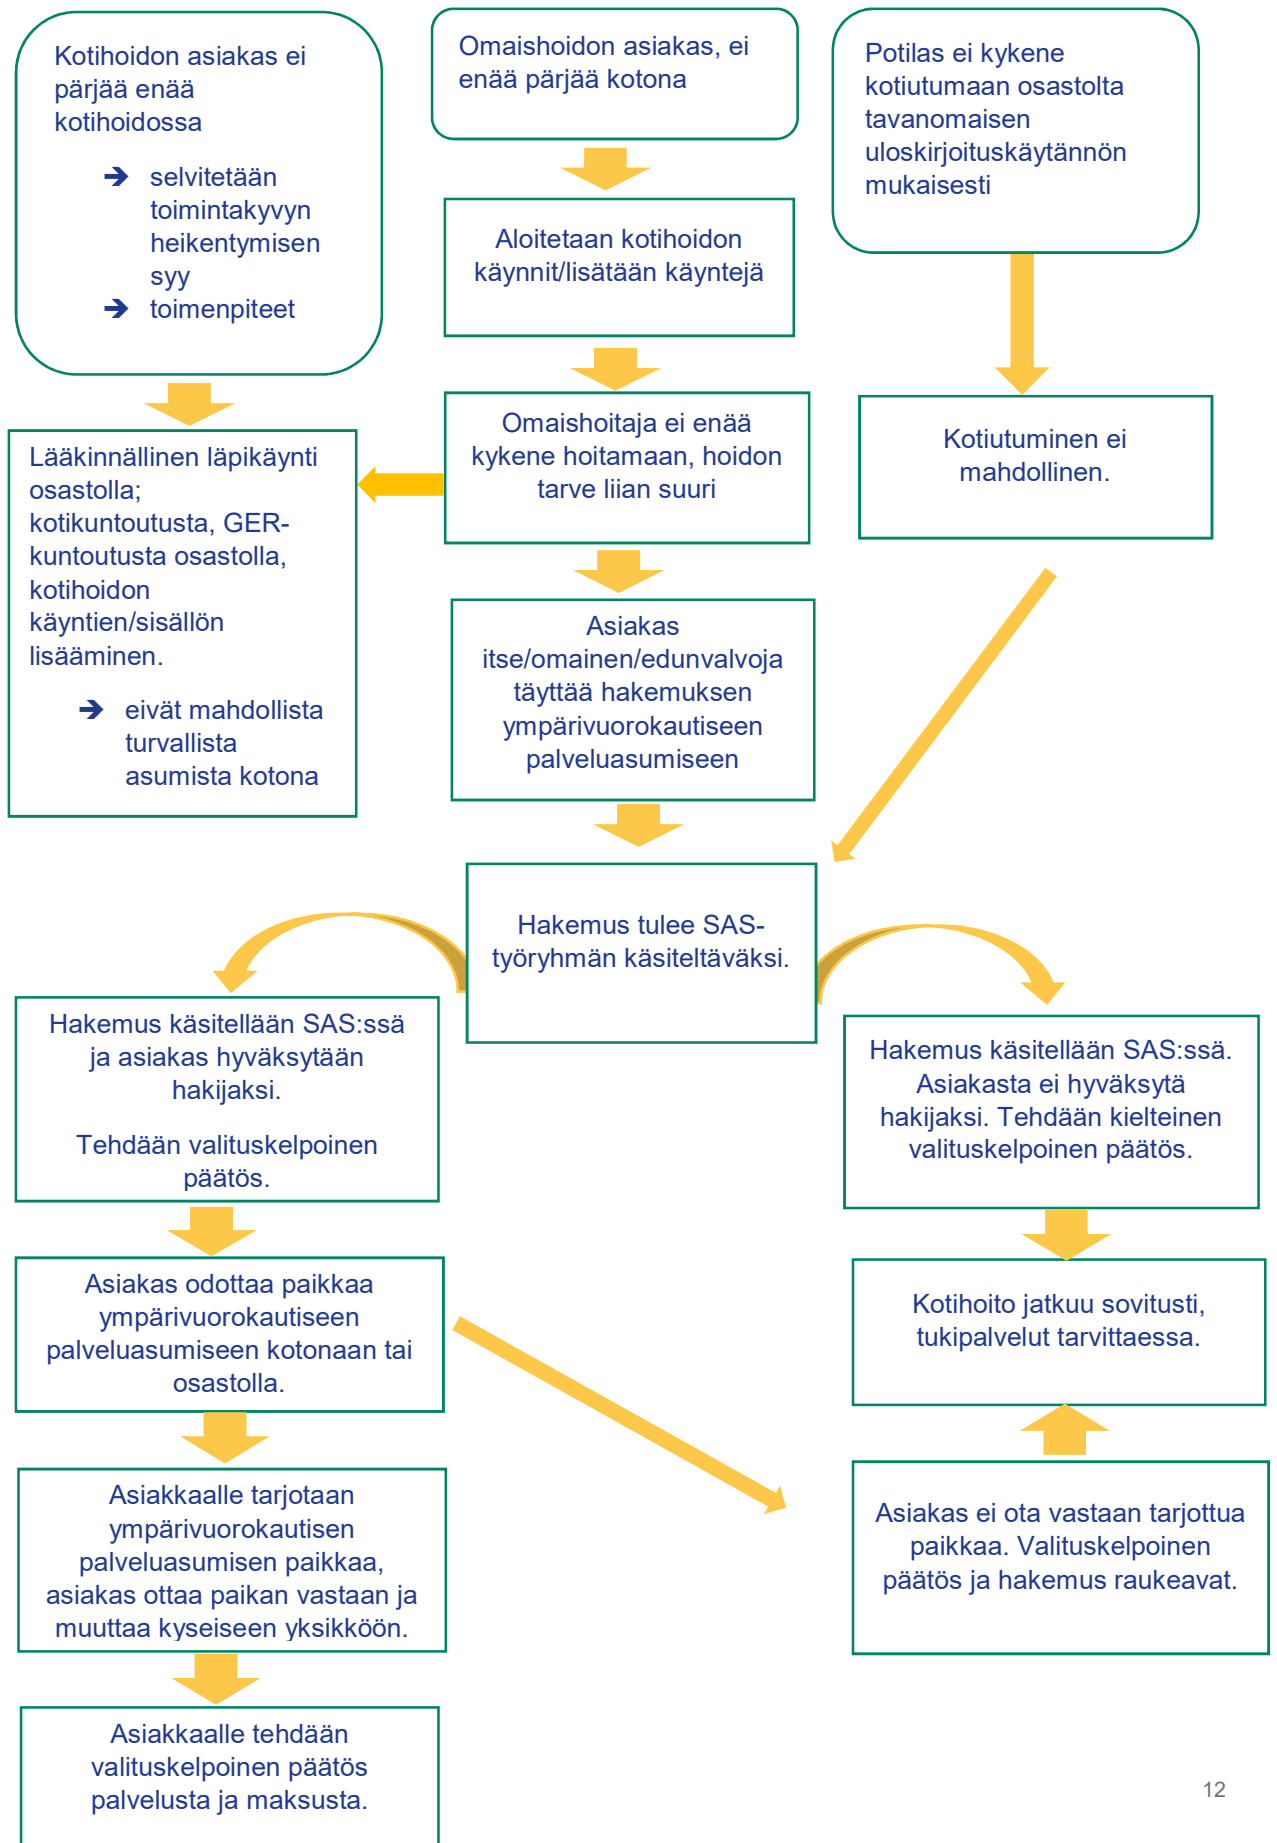 Kotihoidon asiakas ei
pärjää enää
kotihoidossa
➔ selvitetään
toimintakyvyn
heikentymisen
syy
➔ toimenpiteet
Omaishoidon asiakas, ei
enää pärjää kotona
Potilas ei kykene
kotiutumaan osastolta
tavanomaisen
uloskirjoituskäytännön
mukaisesti
Aloitetaan kotihoidon
käynnit/lisätään käyntejä
Omaishoitaja ei enää
kykene hoitamaan, hoidon
tarve liian suuri
Kotiutuminen ei
mahdollinen.
Lääkinnällinen läpikäynti
osastolla;
kotikuntoutusta, GER-
kuntoutusta osastolla,
kotihoidon
käyntien/sisällön
lisääminen.
➔ eivät mahdollista
turvallista
asumista kotona
Asiakas
itse/omainen/edunvalvoja
täyttää hakemuksen
ympärivuorokautiseen
palveluasumiseen
Hakemus tulee SAS-
työryhmän käsiteltäväksi.
Hakemus käsitellään SAS:ssä
ja asiakas hyväksytään
hakijaksi.
Tehdään valituskelpoinen
päätös.
Hakemus käsitellään SAS:ssä.
Asiakasta ei hyväksytä
hakijaksi. Tehdään kielteinen
valituskelpoinen päätös.
Asiakas odottaa paikkaa
ympärivuorokautiseen
palveluasumiseen kotonaan tai
osastolla.
Kotihoito jatkuu sovitusti,
tukipalvelut tarvittaessa.
Asiakkaalle tarjotaan
ympärivuorokautisen
palveluasumisen paikkaa,
asiakas ottaa paikan vastaan ja
muuttaa kyseiseen yksikköön.
Asiakas ei ota vastaan tarjottua
paikkaa. Valituskelpoinen
päätös ja hakemus raukeavat.
Asiakkaalle tehdään
valituskelpoinen päätös
palvelusta ja maksusta.
12